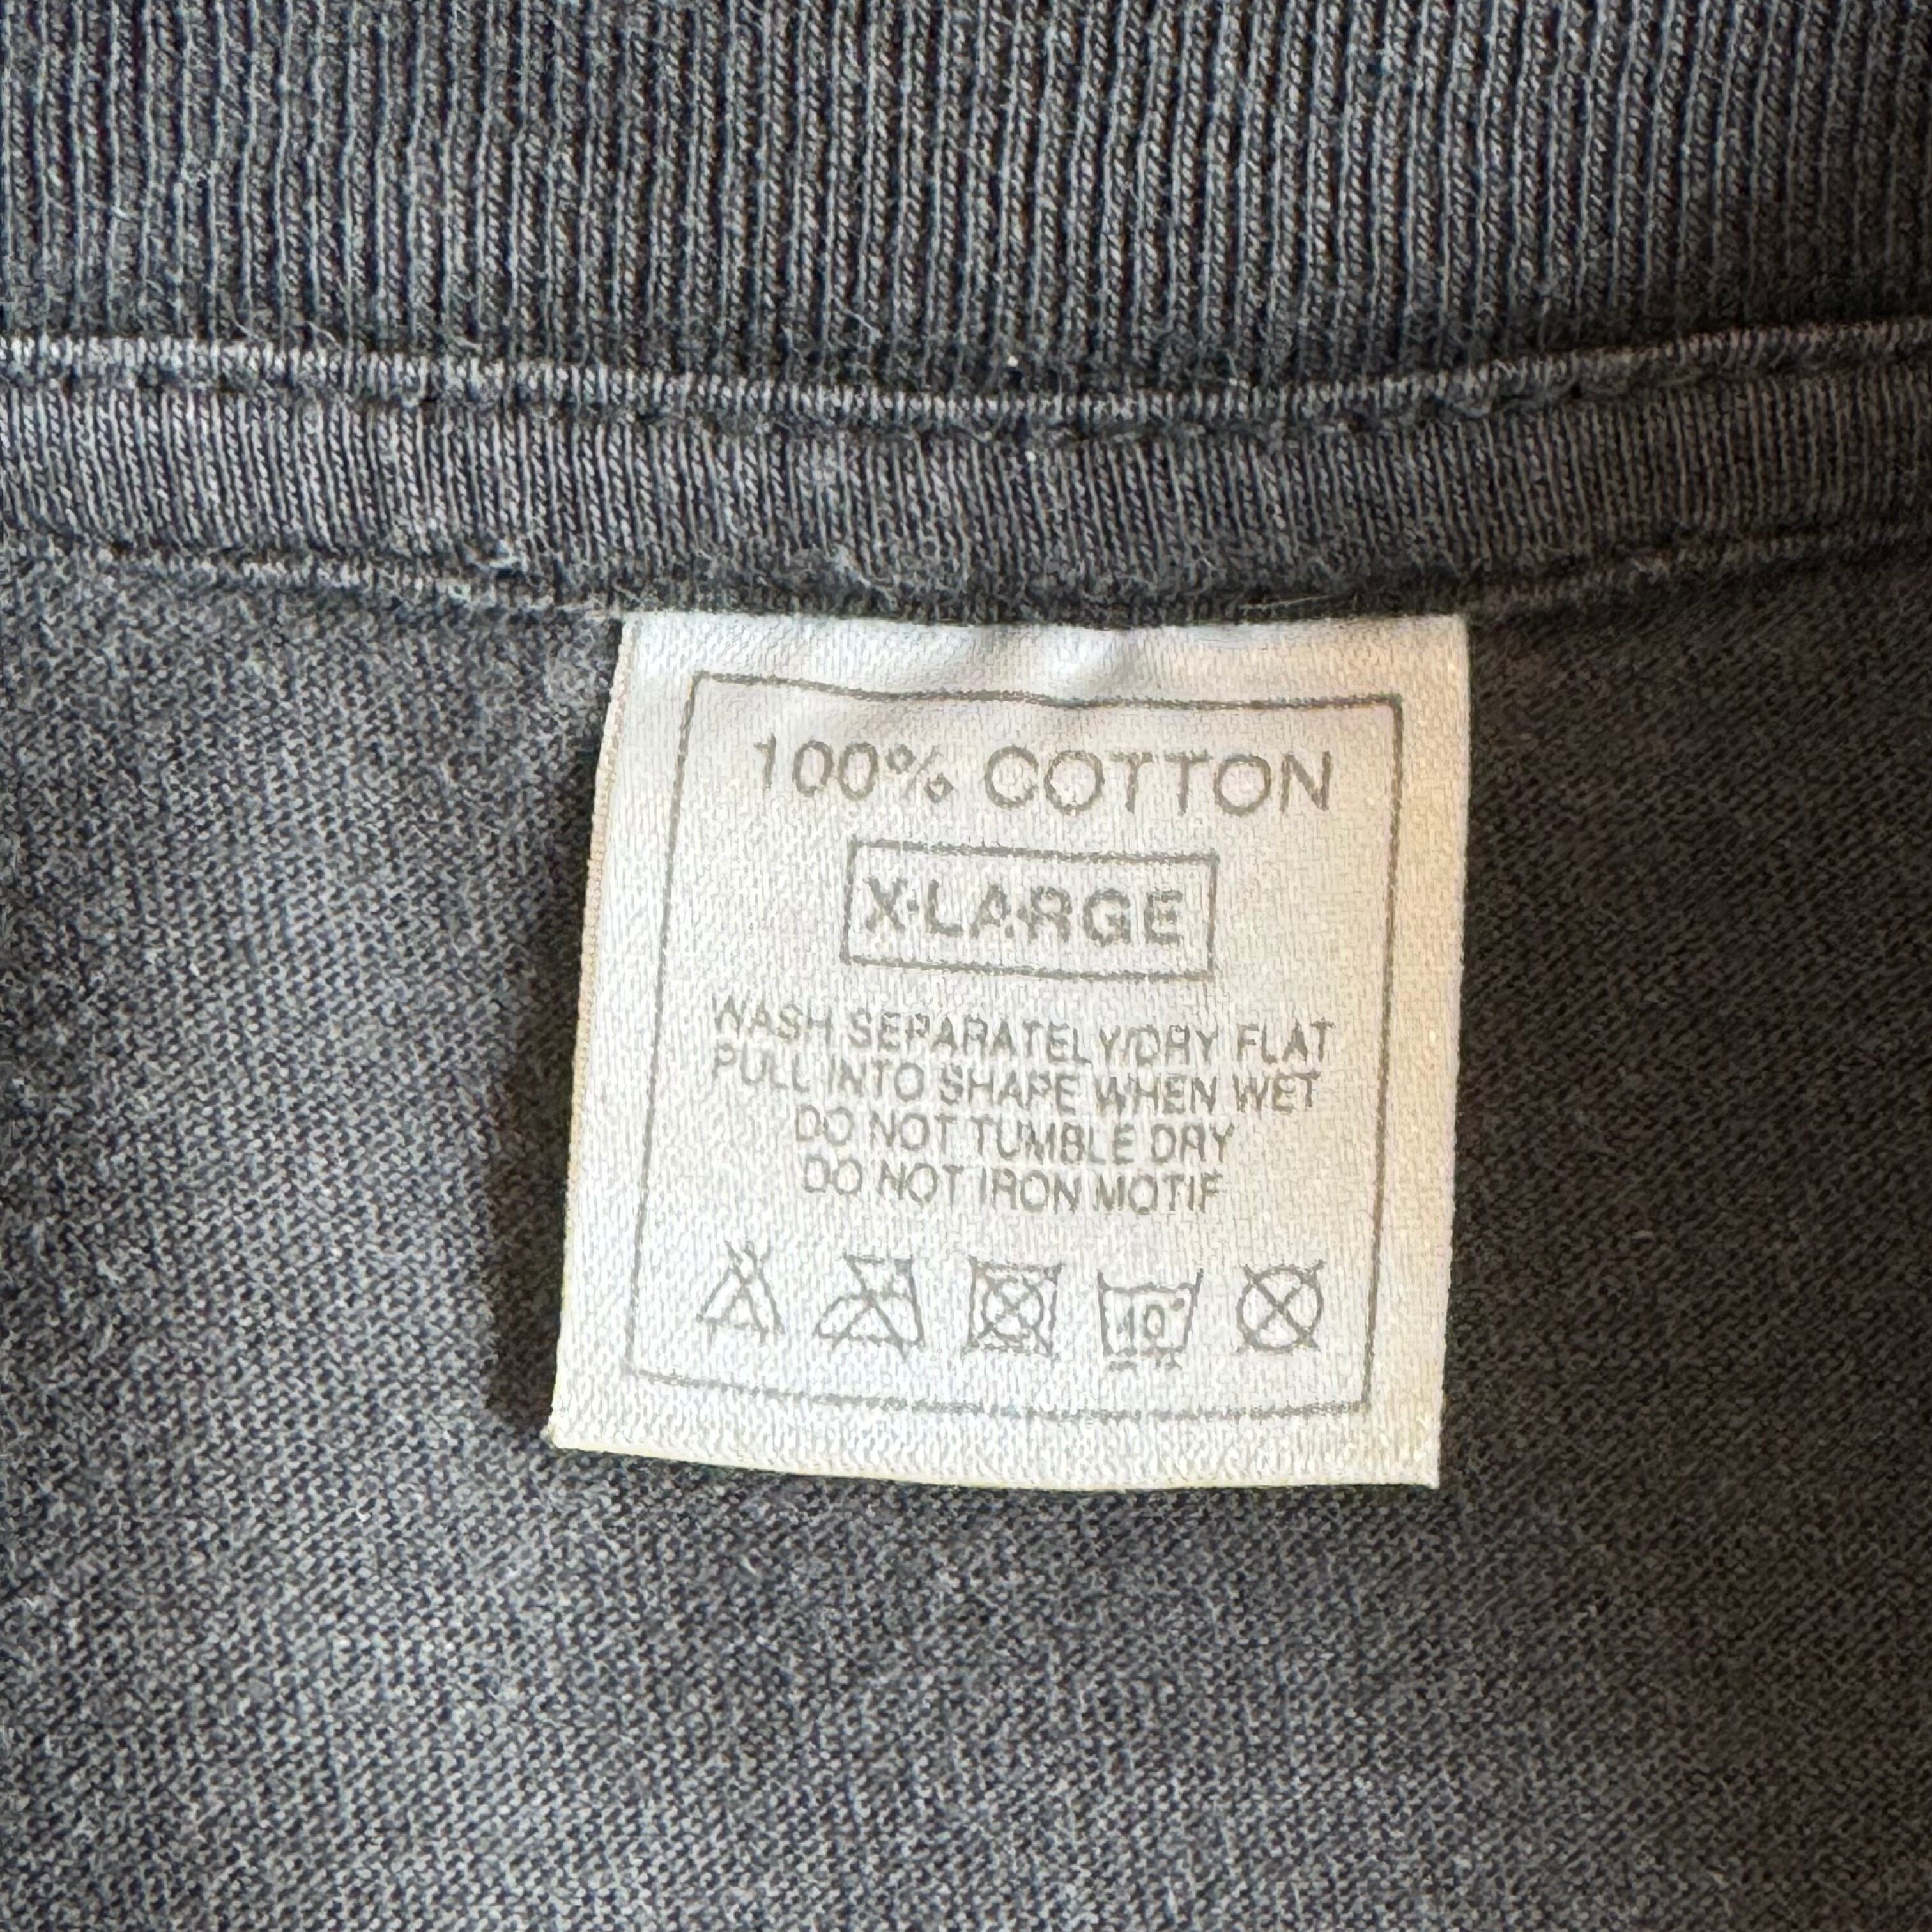 100% COTTON
X-LARGE
WASH SEPARATELY/DRY FLAT
PULL INTO SHAPE WHEN WET
DO NOT TUMBLE DRY
DO NOT IRON MOTIF
40°